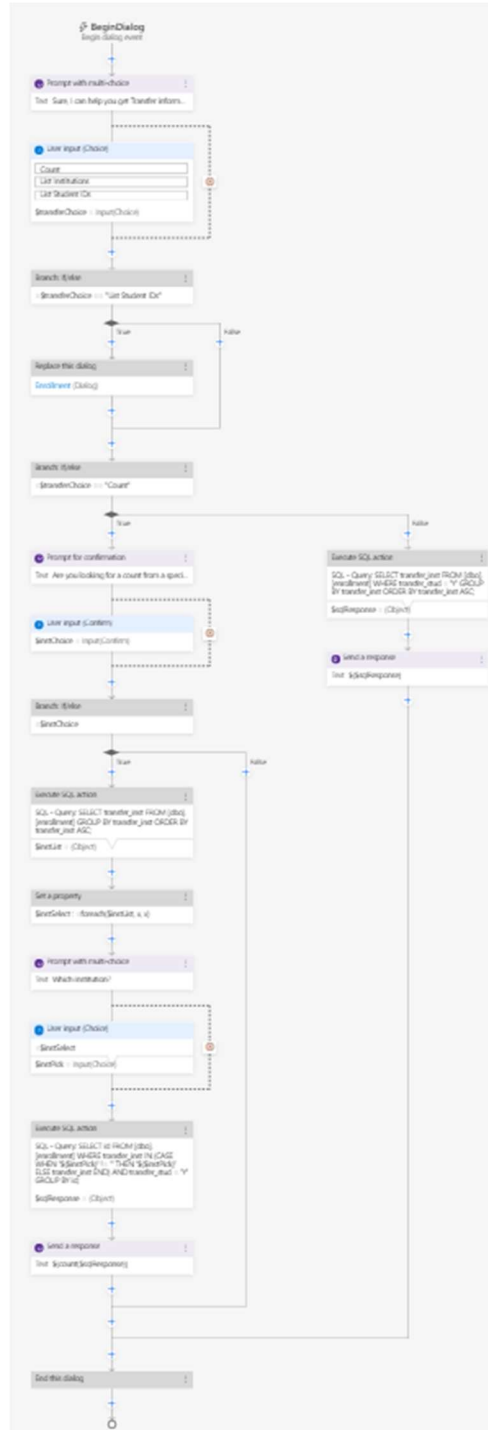 BeginDialog
Begin dialog event
Prompt with multi-choice
Text Sure, I can help you get Transfer inform...
User input (Choice)
Count
List Institutions
List Student IDs
$transferChoice = Input(Choice)
Branch: If/else
=$transferChoice == "List Student IDs"
True
False
Replace this dialog
Enrollment (Dialog)
Branch: If/else
=$transferChoice == "Count"
True
False
Prompt for confirmation
Text Are you looking for a count from a speci...
User input (Confirm)
$instChoice = Input(Confirm)
Execute SQL action
SQL - Query: SELECT transfer_inst FROM [dbo].
[enrollment] WHERE transfer_stud = 'Y' GROUP
BY transfer_inst ORDER BY transfer_inst ASC;
$sqlResponse = (Object)
Send a response
Text ${$sqlResponse}
Branch: If/else
=$instChoice
True
False
Execute SQL action
SQL - Query: SELECT transfer_inst FROM [dbo].
[enrollment] GROUP BY transfer_inst ORDER BY
transfer_inst ASC;
$instList = (Object)
Set a property
$instSelect : =foreach($instList, x, x)
Prompt with multi-choice
Text Which institution?
User input (Choice)
=$instSelect
$instPick = Input(Choice)
Execute SQL action
SQL - Query: SELECT id FROM [dbo].
[enrollment] WHERE transfer_inst IN (CASE
WHEN '${$instPick}' != '' THEN '${$instPick}'
ELSE transfer_inst END) AND transfer_stud = 'Y'
GROUP BY id;
$sqlResponse = (Object)
Send a response
Text ${count($sqlResponse)}
End this dialog